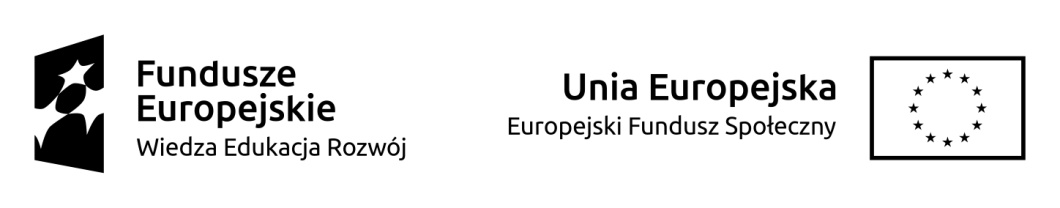 Fundusze
Europejskie
Wiedza Edukacja Rozwój
Unia Europejska
Europejski Fundusz Społeczny